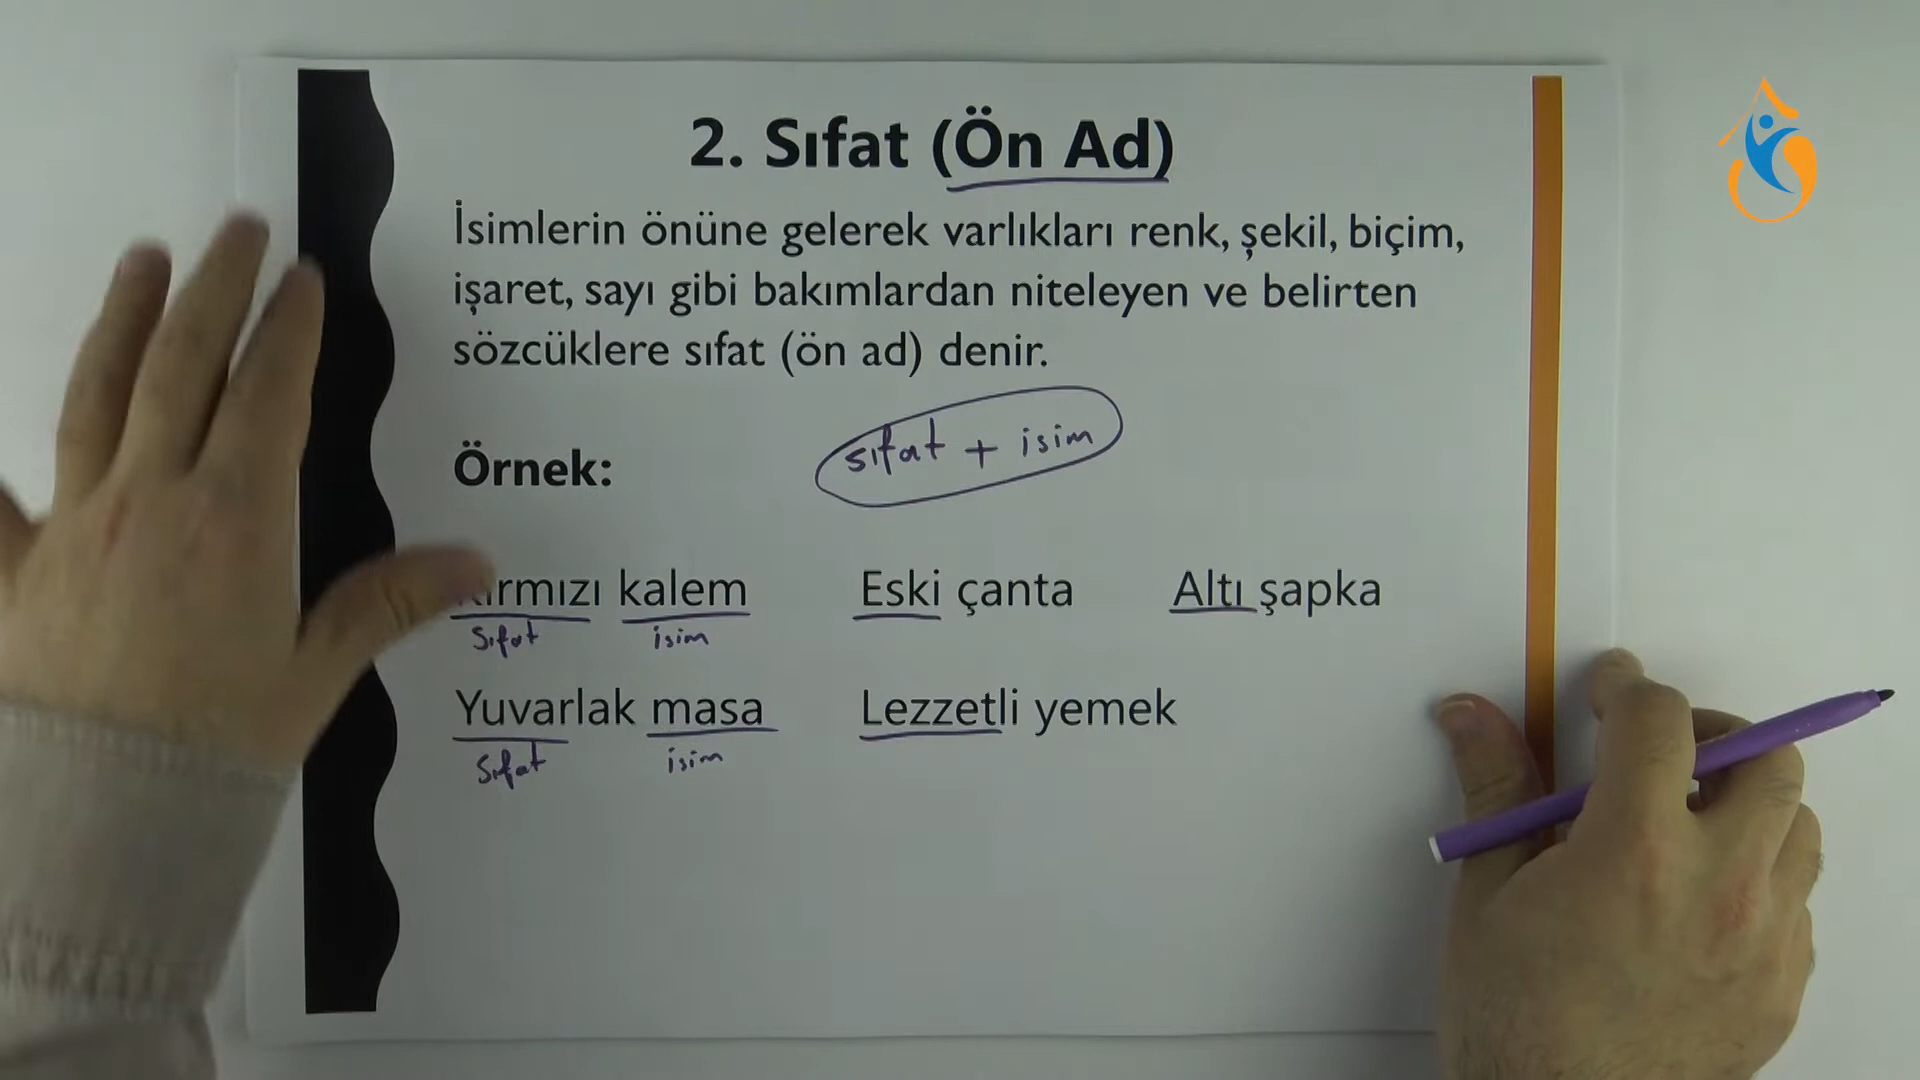 2. Sıfat (Ön Ad)
İsimlerin önüne gelerek varlıkları renk, şekil, biçim,
işaret, sayı gibi bakımlardan niteleyen ve belirten
sözcüklere sıfat (ön ad) denir.
sıfat + isim
Örnek:
Kırmızı kalem Eski çanta Altı şapka
Sıfat isim
Yuvarlak masa Lezzetli yemek
Sıfat isim